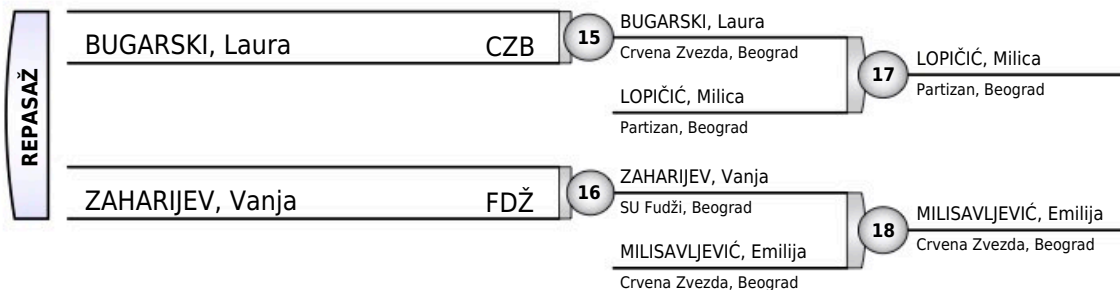 REPASAŽ
BUGARSKI, Laura CZB
15
BUGARSKI, Laura
Crvena Zvezda, Beograd
LOPIČIĆ, Milica
Partizan, Beograd
17
LOPIČIĆ, Milica
Partizan, Beograd
ZAHARIJEV, Vanja FDŽ
16
ZAHARIJEV, Vanja
SU Fudži, Beograd
MILISAVLJEVIĆ, Emilija
Crvena Zvezda, Beograd
18
MILISAVLJEVIĆ, Emilija
Crvena Zvezda, Beograd